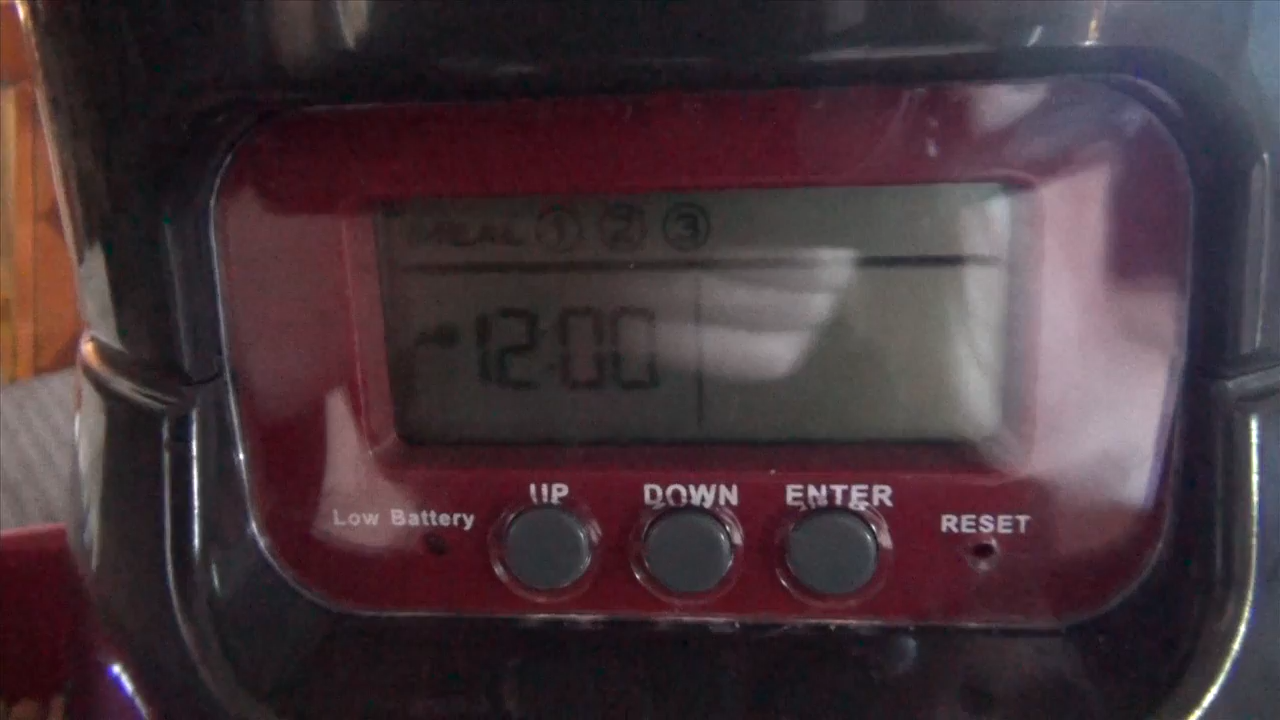 MEAL ① ② ③
12:00
UP DOWN ENTER
Low Battery RESET